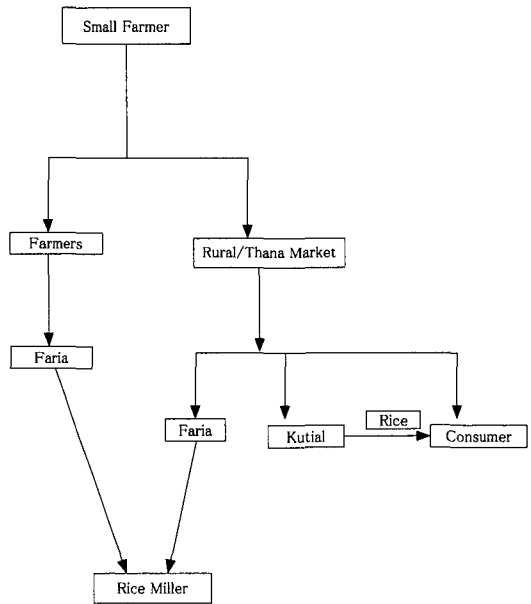 Small Farmer
Farmers
Rural/Thana Market
Faria
Faria
Rice
Kutial
Consumer
Rice Miller